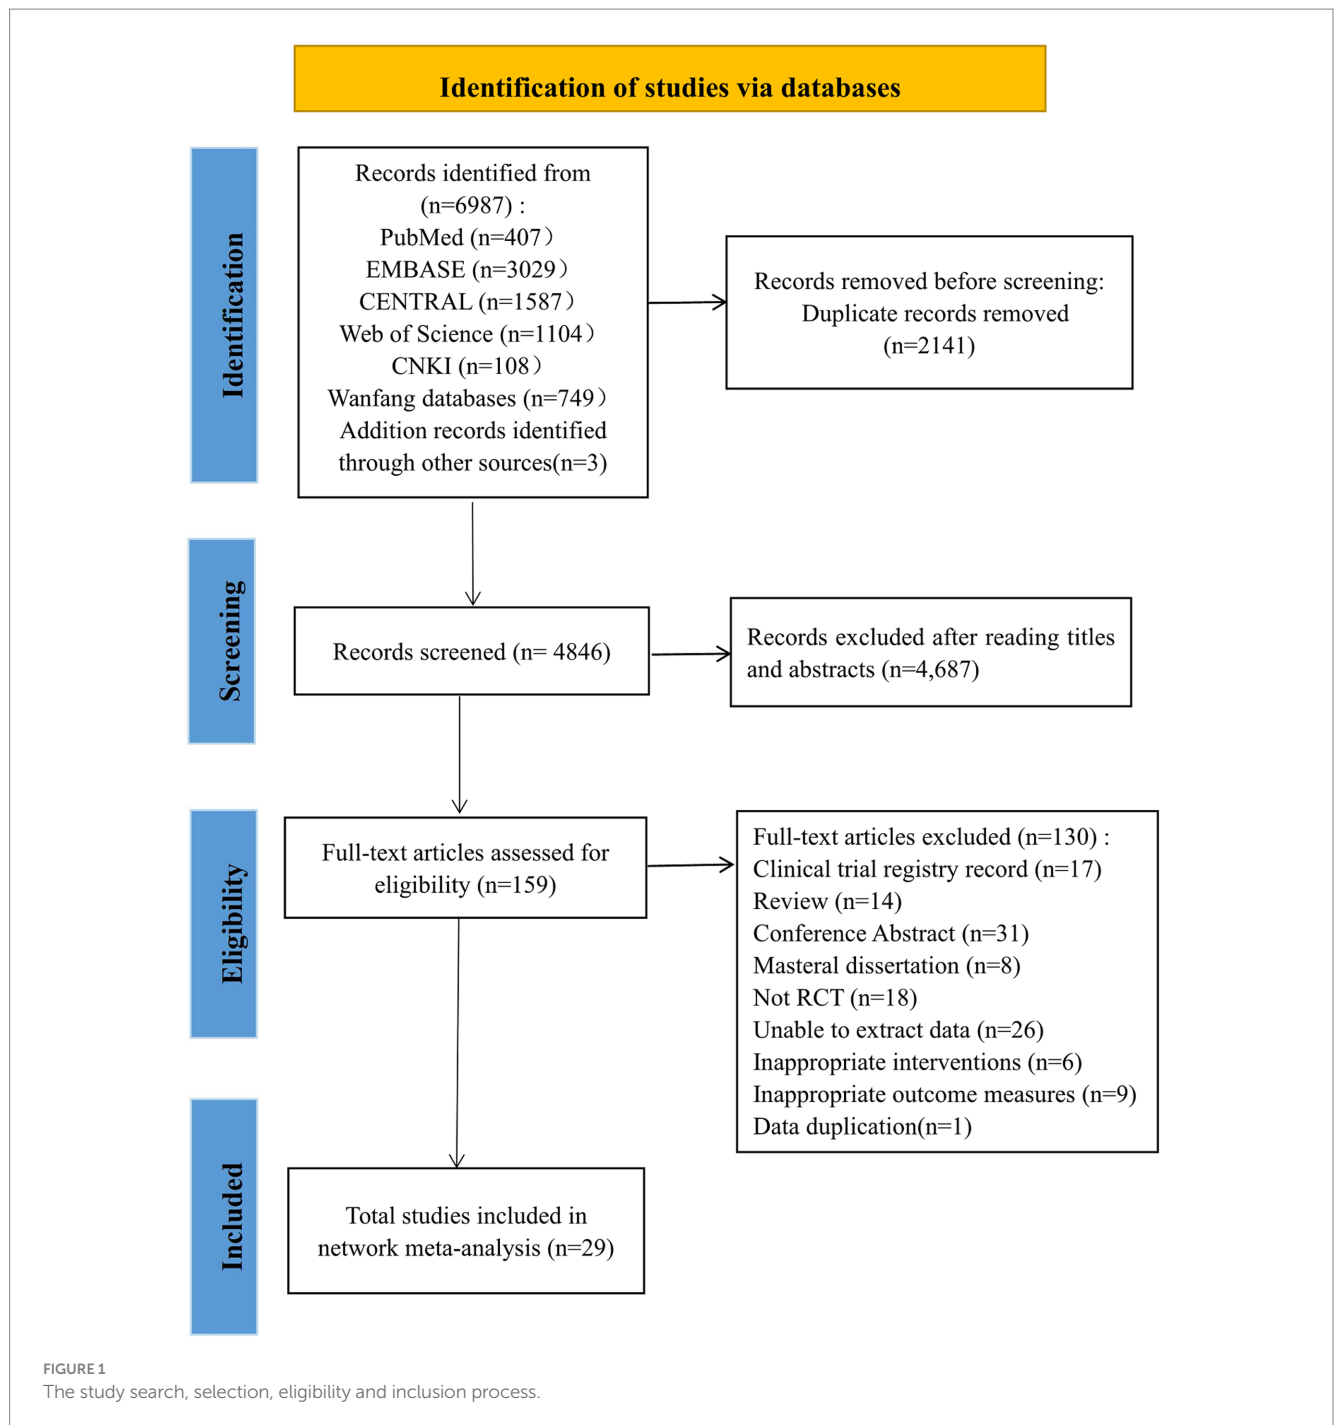 Identification of studies via databases
Identification
Records identified from
(n=6987) :
PubMed (n=407）
EMBASE (n=3029）
CENTRAL (n=1587）
Web of Science (n=1104）
CNKI (n=108）
Wanfang databases (n=749）
Addition records identified
through other sources(n=3)
Records removed before screening:
Duplicate records removed
(n=2141)
Screening
Records screened (n= 4846)
Records excluded after reading titles
and abstracts (n=4,687)
Eligibility
Full-text articles assessed for
eligibility (n=159)
Full-text articles excluded (n=130) :
Clinical trial registry record (n=17)
Review (n=14)
Conference Abstract (n=31)
Masteral dissertation (n=8)
Not RCT (n=18)
Unable to extract data (n=26)
Inappropriate interventions (n=6)
Inappropriate outcome measures (n=9)
Data duplication(n=1)
Included
Total studies included in
network meta-analysis (n=29)
FIGURE 1
The study search, selection, eligibility and inclusion process.